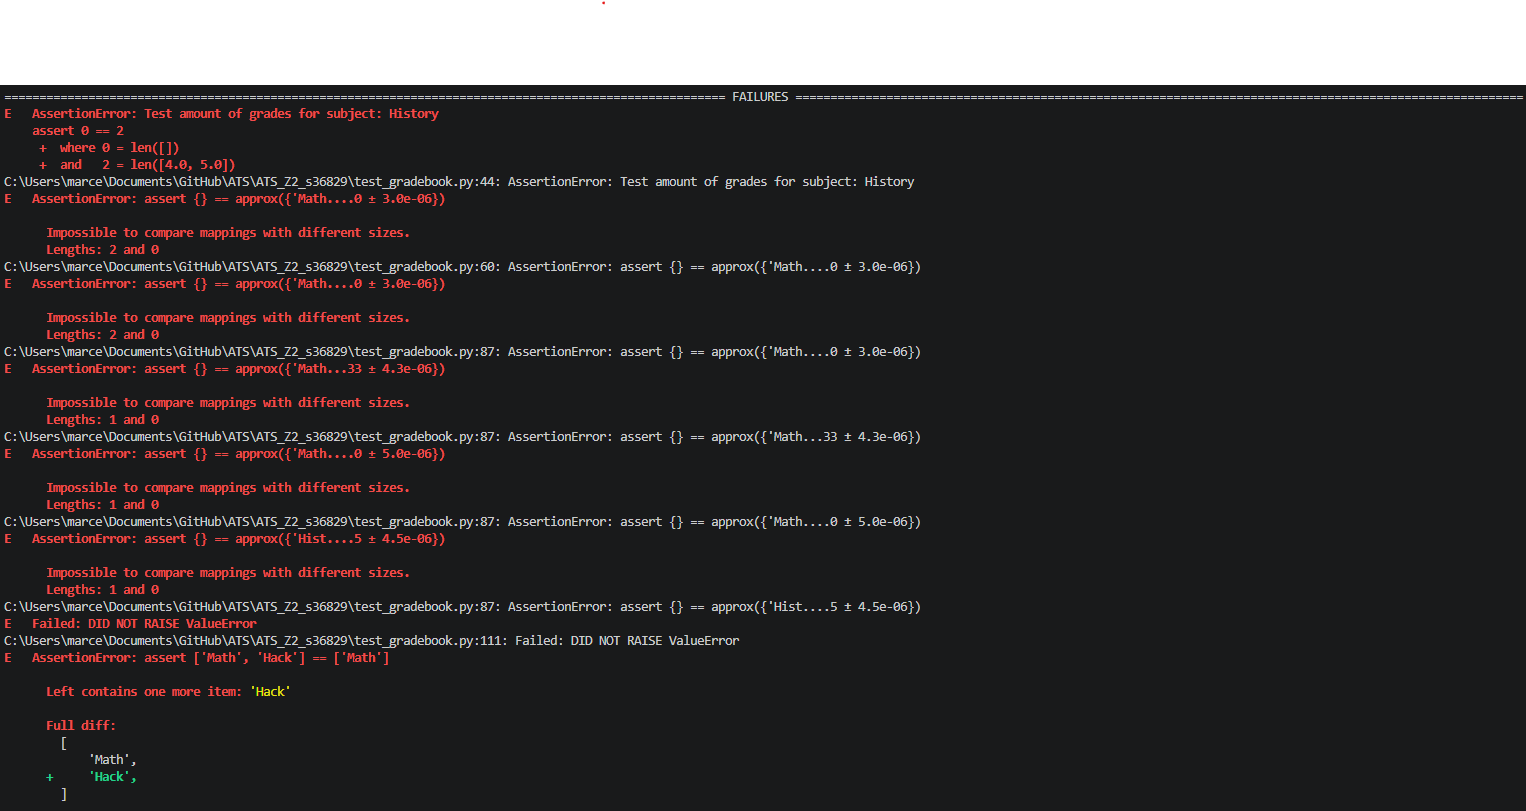 ======================================================================================================= FAILURES ========================================================================================================
E   AssertionError: Test amount of grades for subject: History
    assert 0 == 2
     +  where 0 = len([])
     +  and   2 = len([4.0, 5.0])
C:\Users\marce\Documents\GitHub\ATS\ATS_Z2_s36829\test_gradebook.py:44: AssertionError: Test amount of grades for subject: History
E   AssertionError: assert {} == approx({'Math....0 ± 3.0e-06})

      Impossible to compare mappings with different sizes.
      Lengths: 2 and 0
C:\Users\marce\Documents\GitHub\ATS\ATS_Z2_s36829\test_gradebook.py:60: AssertionError: assert {} == approx({'Math....0 ± 3.0e-06})
E   AssertionError: assert {} == approx({'Math....0 ± 3.0e-06})

      Impossible to compare mappings with different sizes.
      Lengths: 2 and 0
C:\Users\marce\Documents\GitHub\ATS\ATS_Z2_s36829\test_gradebook.py:87: AssertionError: assert {} == approx({'Math....0 ± 3.0e-06})
E   AssertionError: assert {} == approx({'Math...33 ± 4.3e-06})

      Impossible to compare mappings with different sizes.
      Lengths: 1 and 0
C:\Users\marce\Documents\GitHub\ATS\ATS_Z2_s36829\test_gradebook.py:87: AssertionError: assert {} == approx({'Math...33 ± 4.3e-06})
E   AssertionError: assert {} == approx({'Math....0 ± 5.0e-06})

      Impossible to compare mappings with different sizes.
      Lengths: 1 and 0
C:\Users\marce\Documents\GitHub\ATS\ATS_Z2_s36829\test_gradebook.py:87: AssertionError: assert {} == approx({'Math....0 ± 5.0e-06})
E   AssertionError: assert {} == approx({'Hist....5 ± 4.5e-06})

      Impossible to compare mappings with different sizes.
      Lengths: 1 and 0
C:\Users\marce\Documents\GitHub\ATS\ATS_Z2_s36829\test_gradebook.py:87: AssertionError: assert {} == approx({'Hist....5 ± 4.5e-06})
E   Failed: DID NOT RAISE ValueError
C:\Users\marce\Documents\GitHub\ATS\ATS_Z2_s36829\test_gradebook.py:111: Failed: DID NOT RAISE ValueError
E   AssertionError: assert ['Math', 'Hack'] == ['Math']

      Left contains one more item: 'Hack'

      Full diff:
        [
            'Math',
      +     'Hack',
        ]